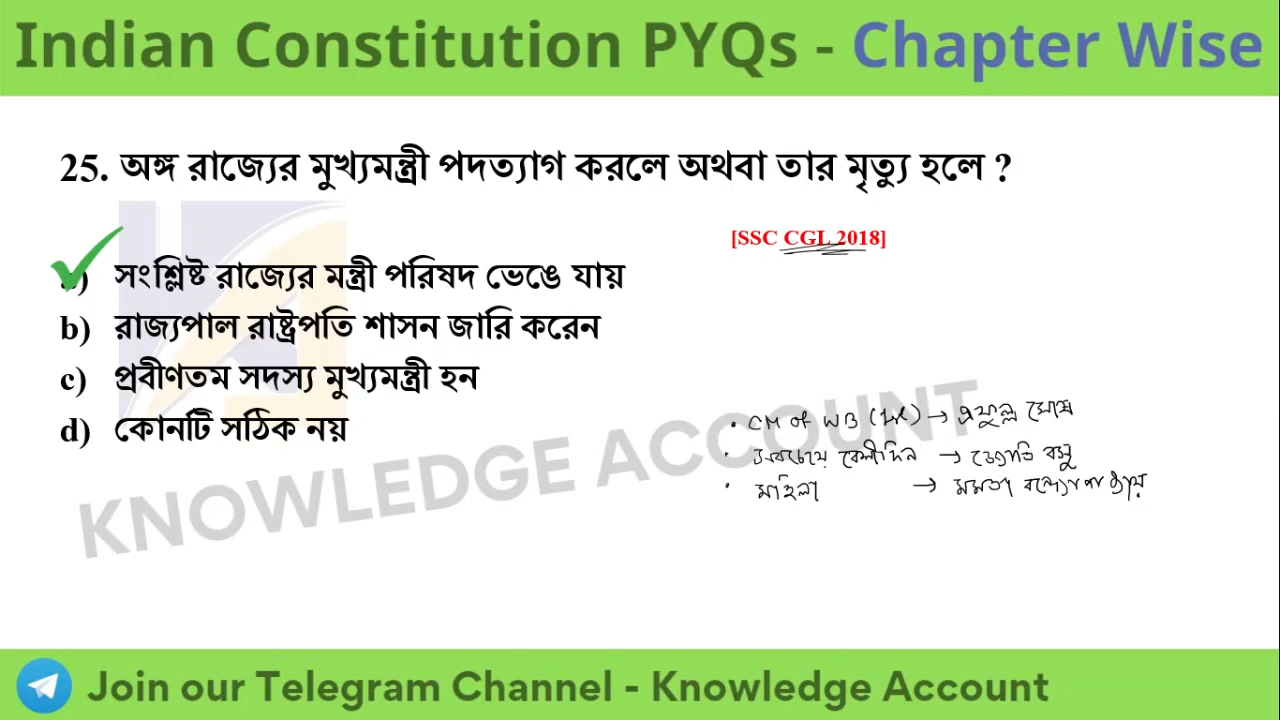 Indian Constitution PYQs - Chapter Wise
25. অঙ্গ রাজ্যের মুখ্যমন্ত্রী পদত্যাগ করলে অথবা তার মৃত্যু হলে ?
[SSC CGL 2018]
সংশ্লিষ্ট রাজ্যের মন্ত্রী পরিষদ ভেঙে যায়
b) রাজ্যপাল রাষ্ট্রপতি শাসন জারি করেন
c) প্রবীণতম সদস্য মুখ্যমন্ত্রী হন
d) কোনটি সঠিক নয়
• CM of WB (1st) → প্রফুল্ল ঘোষ
• সবচেয়ে বেশীদিন → জ্যোতি বসু
• মহিলা → মমতা বন্দ্যোপাধ্যায়
KNOWLEDGE ACCOUNT
Join our Telegram Channel - Knowledge Account